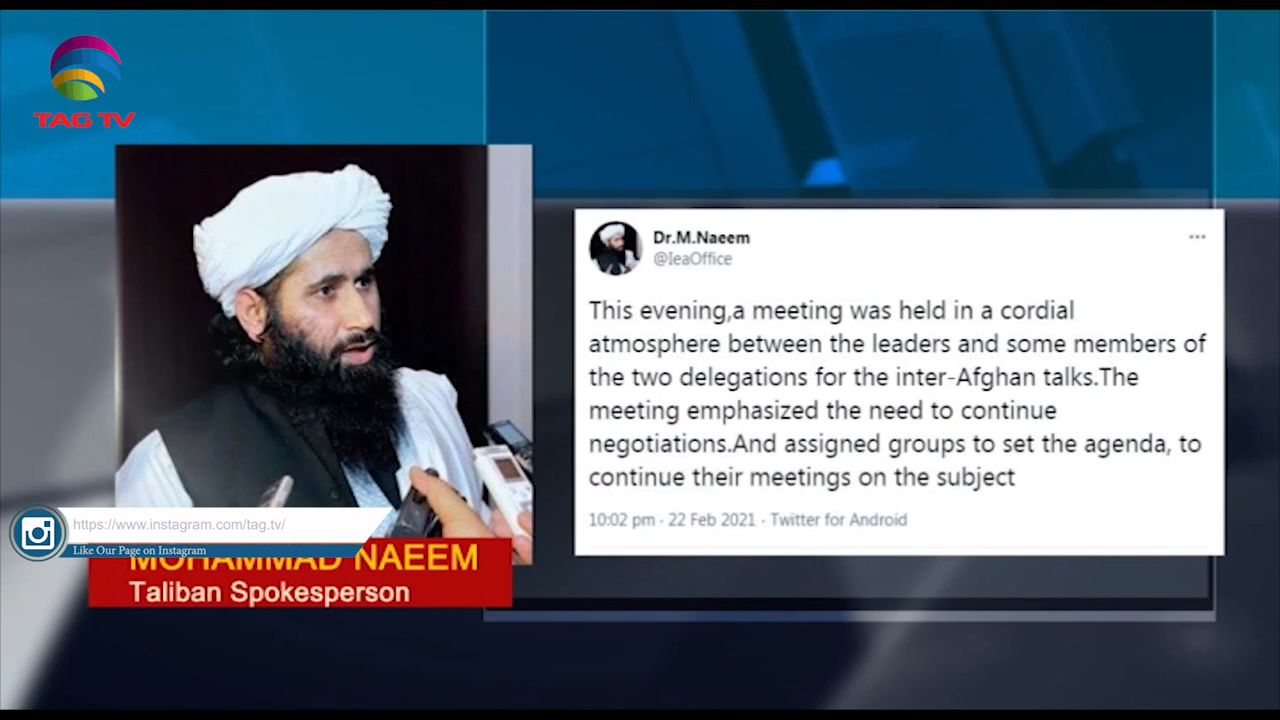 TAG TV
Dr.M.Naeem
@IeaOffice
This evening,a meeting was held in a cordial
atmosphere between the leaders and some members of
the two delegations for the inter-Afghan talks.The
meeting emphasized the need to continue
negotiations.And assigned groups to set the agenda, to
continue their meetings on the subject
10:02 pm · 22 Feb 2021 · Twitter for Android
https://www.instagram.com/tag.tv/
Like Our Page on Instagram
MOHAMMAD NAEEM
Taliban Spokesperson